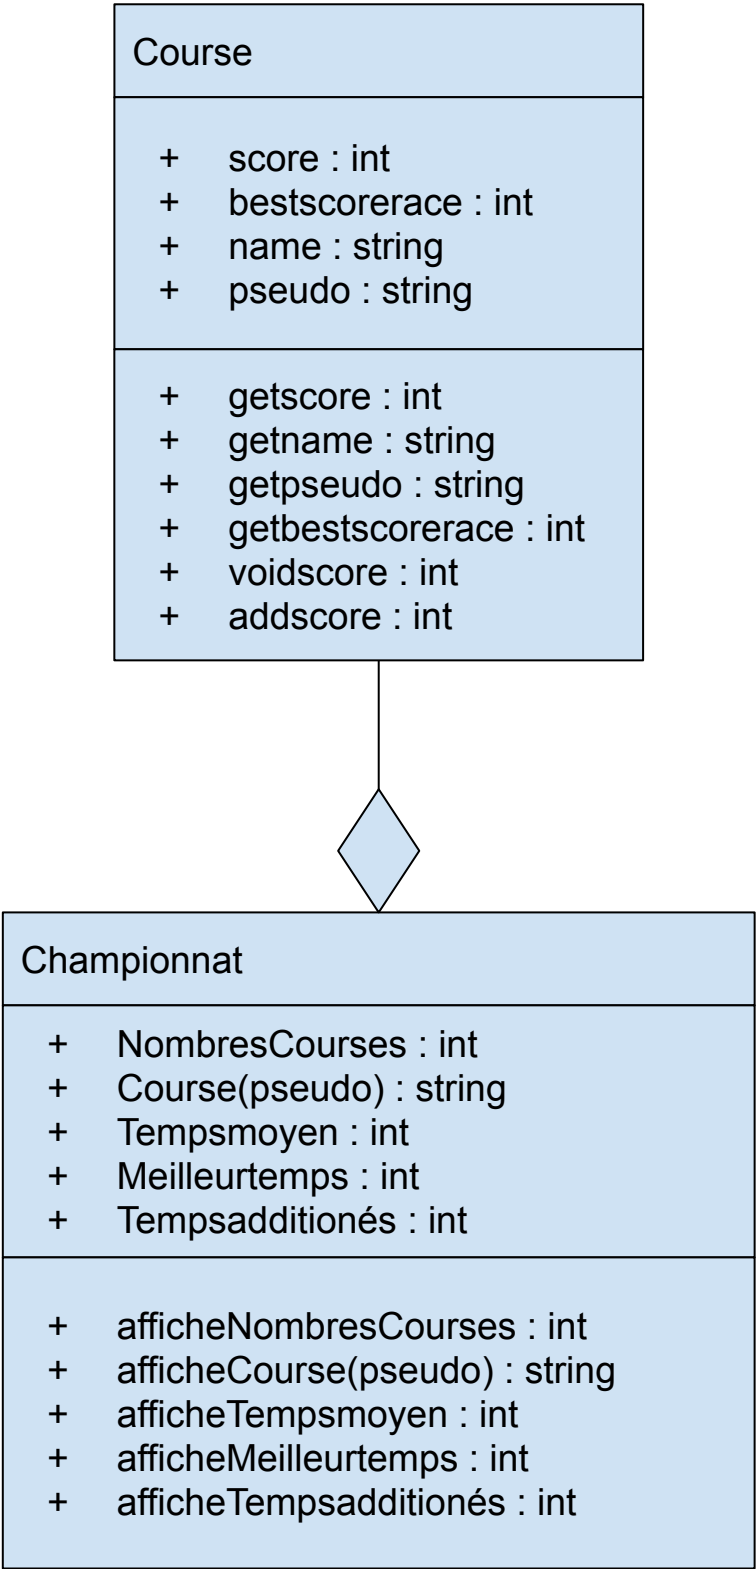 Course
+ score : int
+ bestscorerace : int
+ name : string
+ pseudo : string
+ getscore : int
+ getname : string
+ getpseudo : string
+ getbestscorerace : int
+ voidscore : int
+ addscore : int
Championnat
+ NombresCourses : int
+ Course(pseudo) : string
+ Tempsmoyen : int
+ Meilleurtemps : int
+ Tempsadditionés : int
+ afficheNombresCourses : int
+ afficheCourse(pseudo) : string
+ afficheTempsmoyen : int
+ afficheMeilleurtemps : int
+ afficheTempsadditionés : int